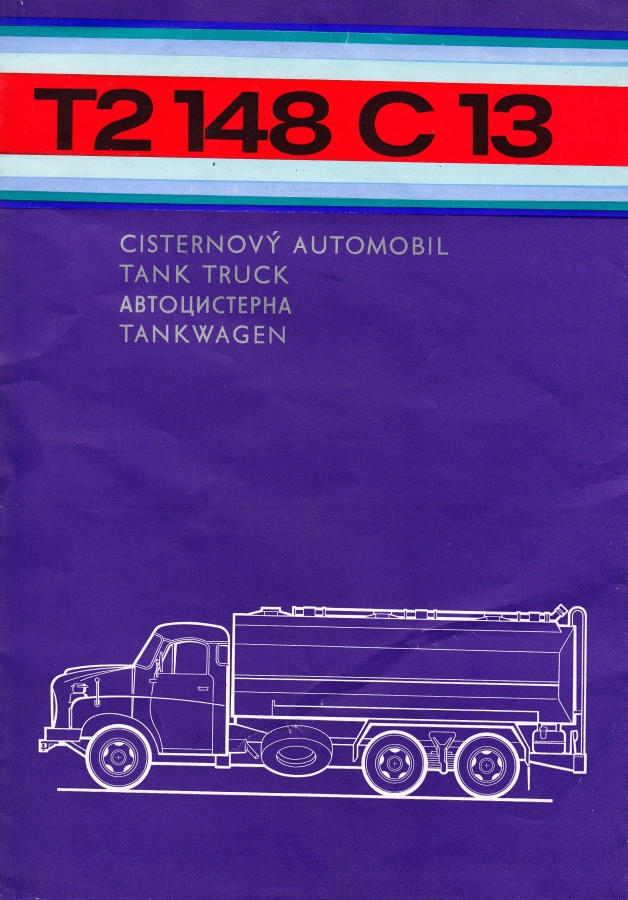 T2 148 C 13
CISTERNOVÝ AUTOMOBIL
TANK TRUCK
АВТОЦИСТЕРНА
TANKWAGEN